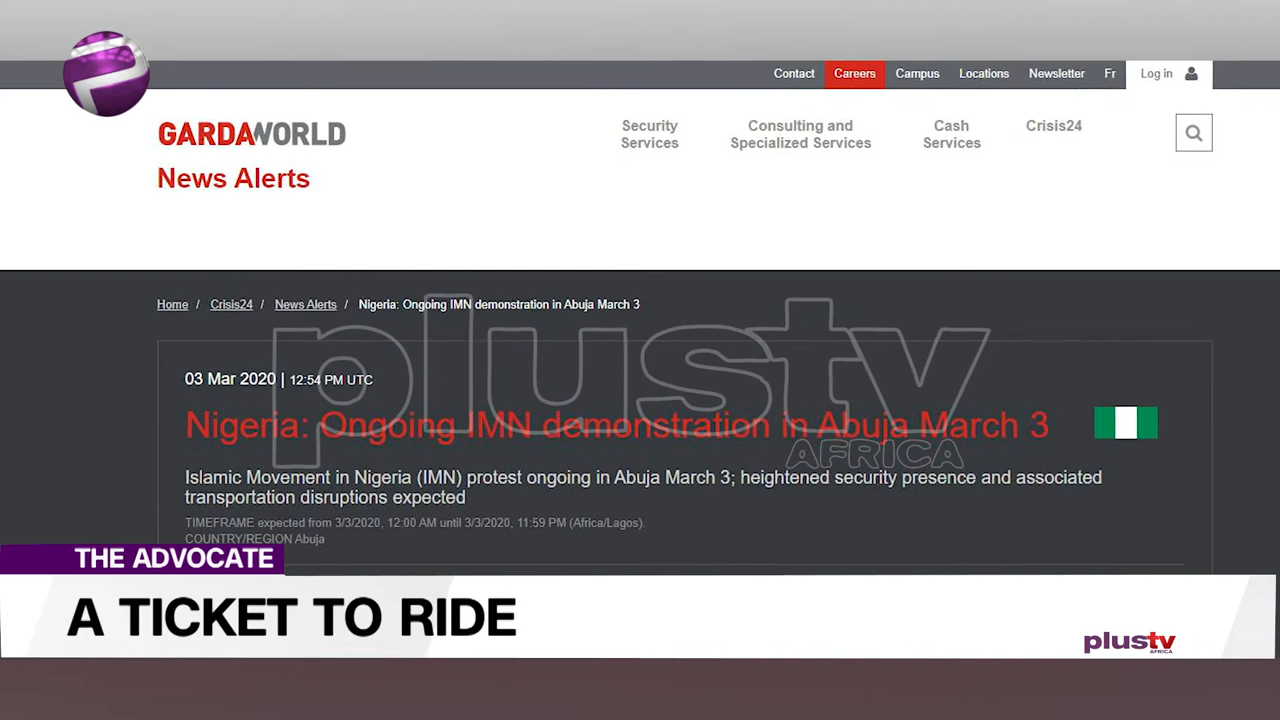 Contact Careers Campus Locations Newsletter Fr Log in
GARDAWORLD
News Alerts
Security Services
Consulting and Specialized Services
Cash Services
Crisis24
Home / Crisis24 / News Alerts / Nigeria: Ongoing IMN demonstration in Abuja March 3
plustv
AFRICA
03 Mar 2020 | 12:54 PM UTC
Nigeria: Ongoing IMN demonstration in Abuja March 3
Islamic Movement in Nigeria (IMN) protest ongoing in Abuja March 3; heightened security presence and associated
transportation disruptions expected
TIMEFRAME expected from 3/3/2020, 12:00 AM until 3/3/2020, 11:59 PM (Africa/Lagos).
COUNTRY/REGION Abuja
THE ADVOCATE
A TICKET TO RIDE
plustv
AFRICA